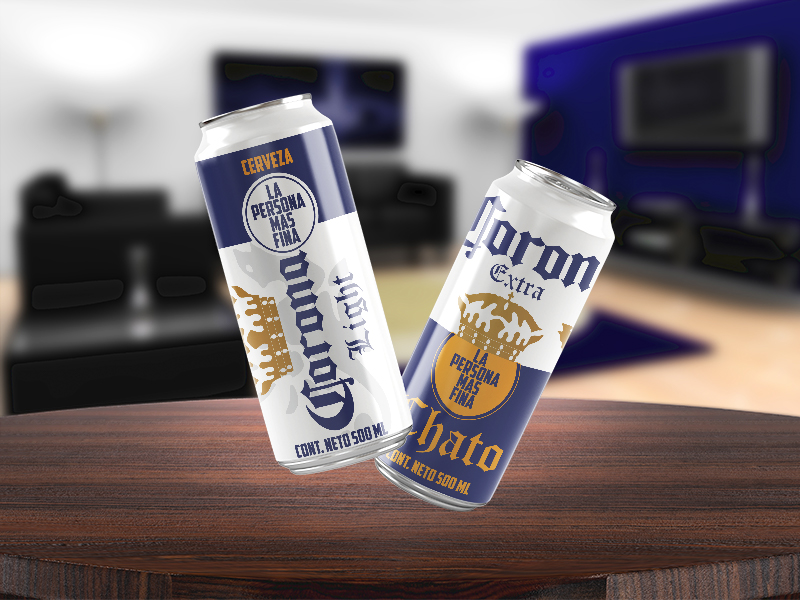 CERVEZA
LA
PERSONA
MAS
FINA
Corona
Light
CONT. NETO 500 ML
Coron
Extra
LA
PERSONA
MAS
FINA
Chato
CONT. NETO 500 ML